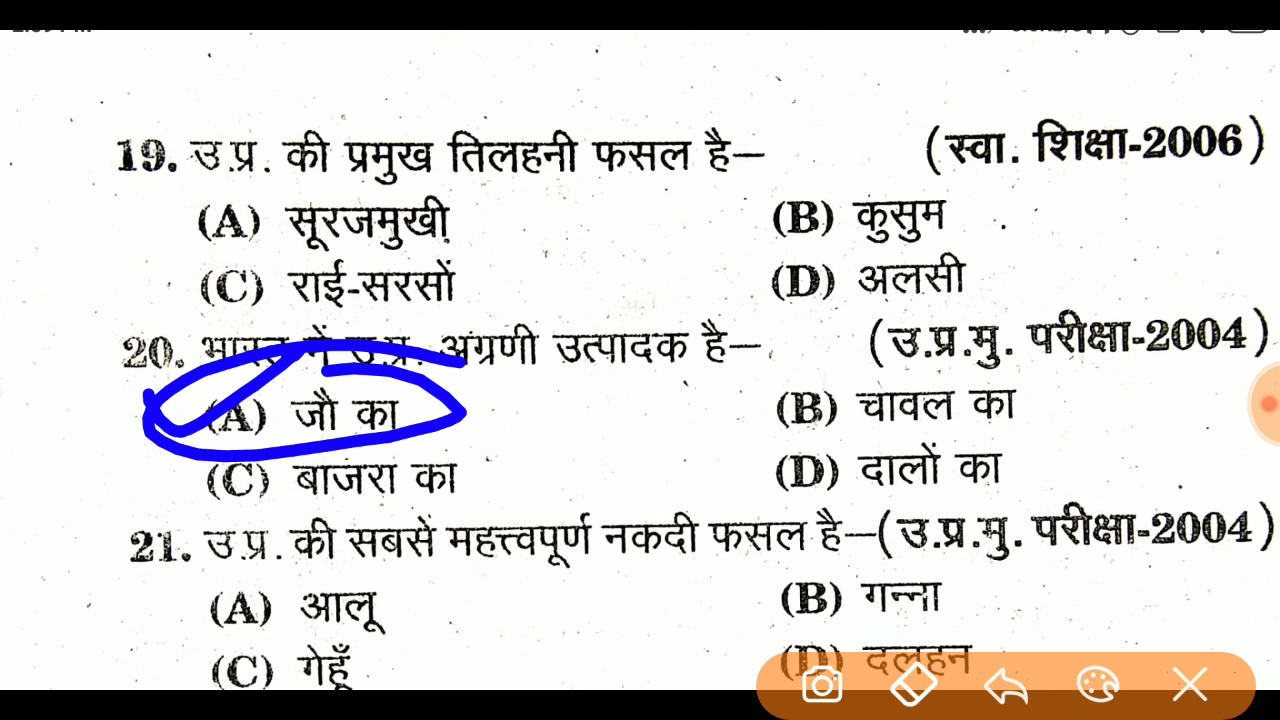 19. उ.प्र. की प्रमुख तिलहनी फसल है— (स्वा. शिक्षा-2006)
(A) सूरजमुखी (B) कुसुम
(C) राई-सरसों (D) अलसी
20. भारत में उ.प्र. अग्रणी उत्पादक है— (उ.प्र.मु. परीक्षा-2004)
(A) जौ का (B) चावल का
(C) बाजरा का (D) दालों का
21. उ.प्र. की सबसे महत्त्वपूर्ण नकदी फसल है—(उ.प्र.मु. परीक्षा-2004)
(A) आलू (B) गन्ना
(C) गेहूँ (D) दलहन